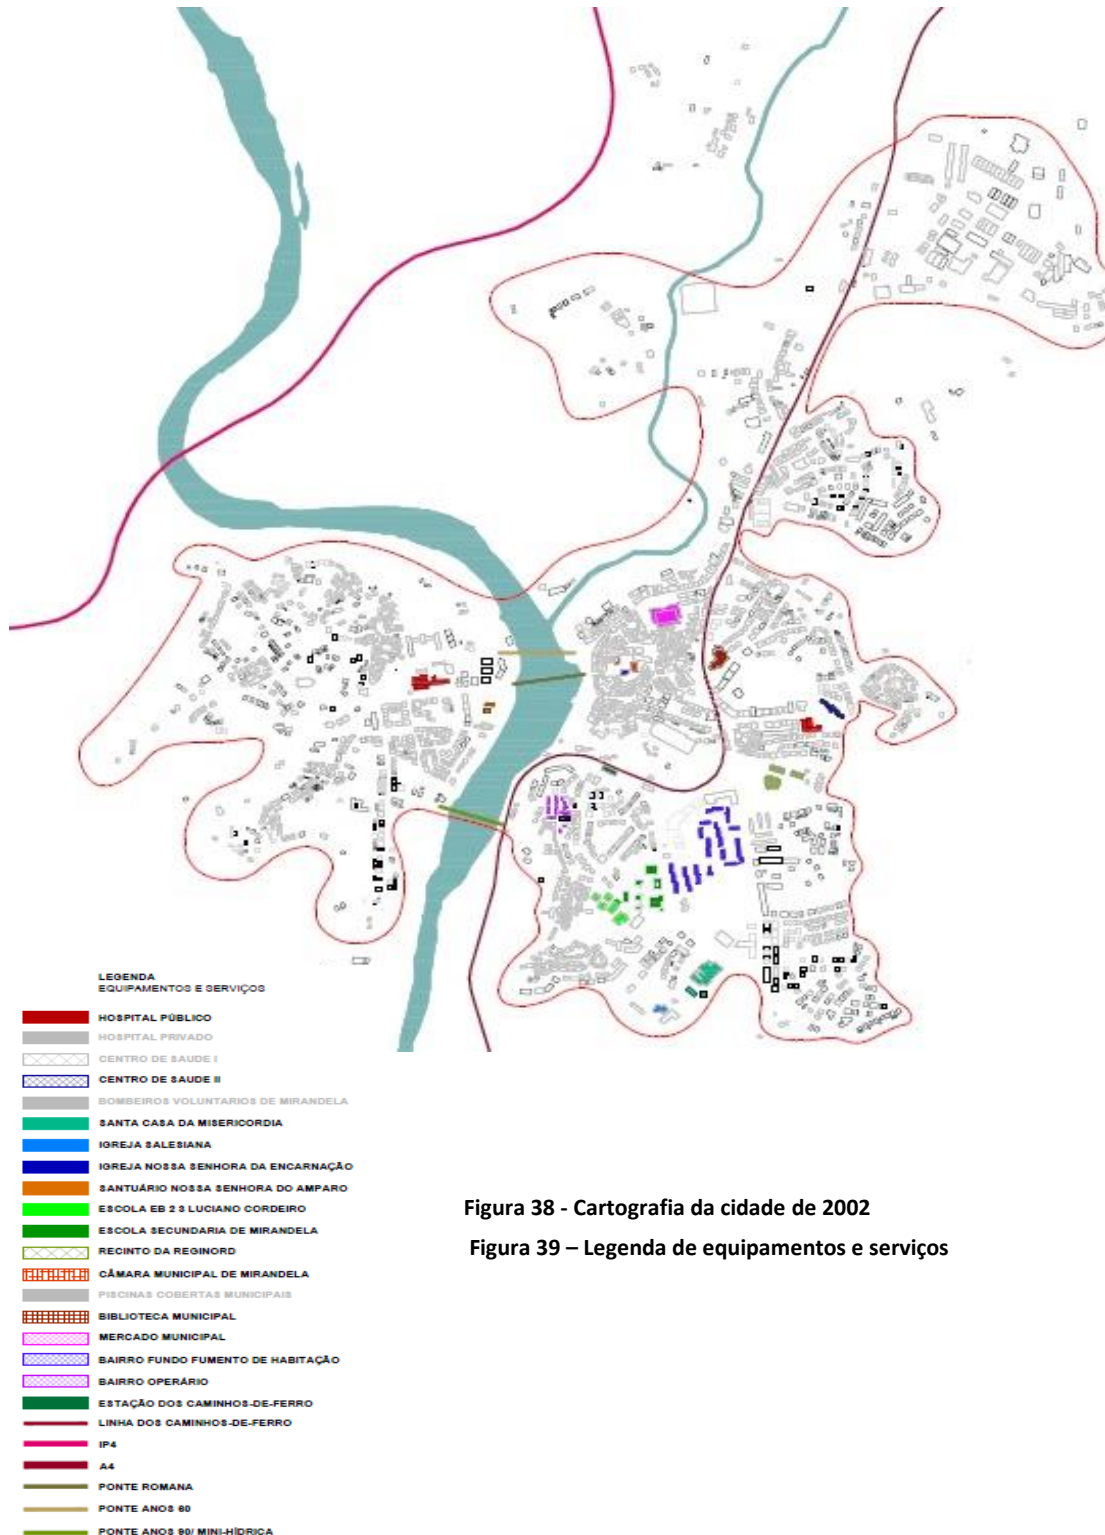 LEGENDA
EQUIPAMENTOS E SERVIÇOS
HOSPITAL PÚBLICO
HOSPITAL PRIVADO
CENTRO DE SAUDE I
CENTRO DE SAUDE II
BOMBEIROS VOLUNTARIOS DE MIRANDELA
SANTA CASA DA MISERICORDIA
IGREJA SALESIANA
IGREJA NOSSA SENHORA DA ENCARNAÇÃO
SANTUÁRIO NOSSA SENHORA DO AMPARO
ESCOLA EB 2 3 LUCIANO CORDEIRO
ESCOLA SECUNDARIA DE MIRANDELA
RECINTO DA REGINORD
CÂMARA MUNICIPAL DE MIRANDELA
PISCINAS COBERTAS MUNICIPAIS
BIBLIOTECA MUNICIPAL
MERCADO MUNICIPAL
BAIRRO FUNDO FUMENTO DE HABITAÇÃO
BAIRRO OPERÁRIO
ESTAÇÃO DOS CAMINHOS-DE-FERRO
LINHA DOS CAMINHOS-DE-FERRO
IP4
A4
PONTE ROMANA
PONTE ANOS 60
PONTE ANOS 90/ MINI-HÍDRICA
Figura 38 - Cartografia da cidade de 2002
Figura 39 – Legenda de equipamentos e serviços